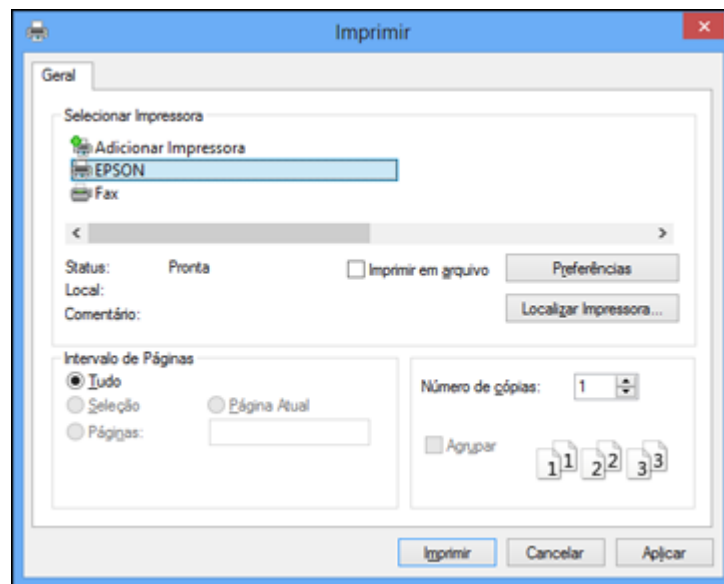 Imprimir
Geral
Selecionar Impressora
Adicionar Impressora
EPSON
Fax
Status: Pronta
Imprimir em arquivo
Preferências
Local:
Localizar Impressora...
Comentário:
Intervalo de Páginas
Tudo
Seleção Página Atual
Páginas:
Número de cópias: 1
Agrupar
1 1 2 2 3 3
Imprimir Cancelar Aplicar